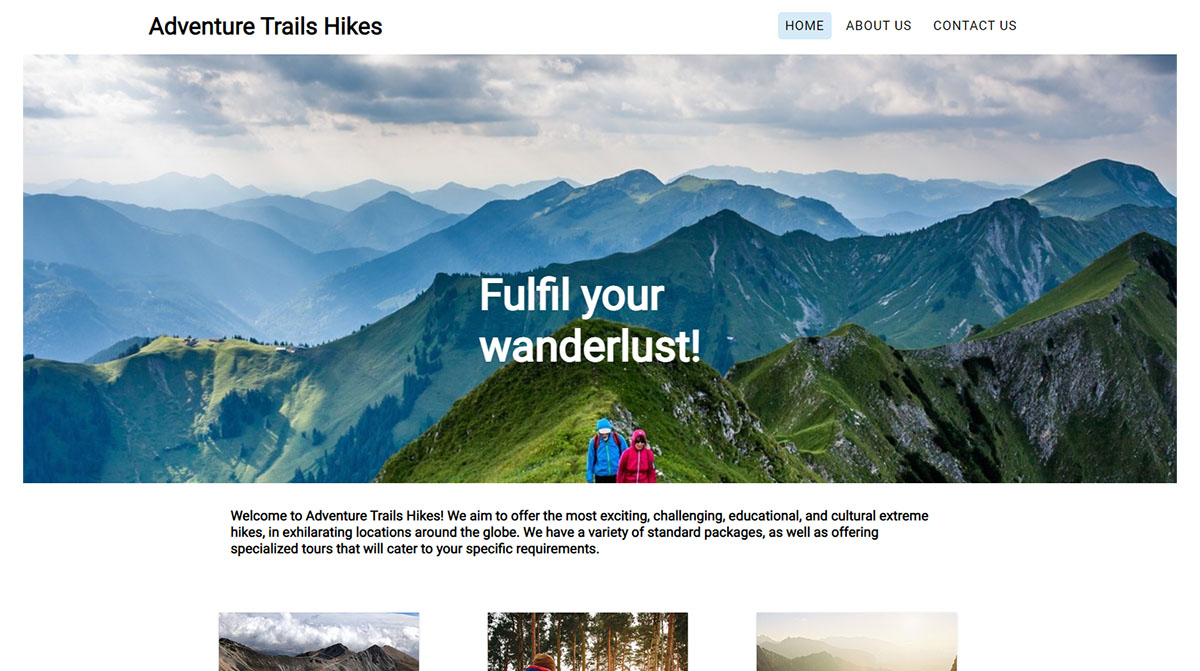 Adventure Trails Hikes
HOME ABOUT US CONTACT US
Fulfil your
wanderlust!
Welcome to Adventure Trails Hikes! We aim to offer the most exciting, challenging, educational, and cultural extreme
hikes, in exhilarating locations around the globe. We have a variety of standard packages, as well as offering
specialized tours that will cater to your specific requirements.